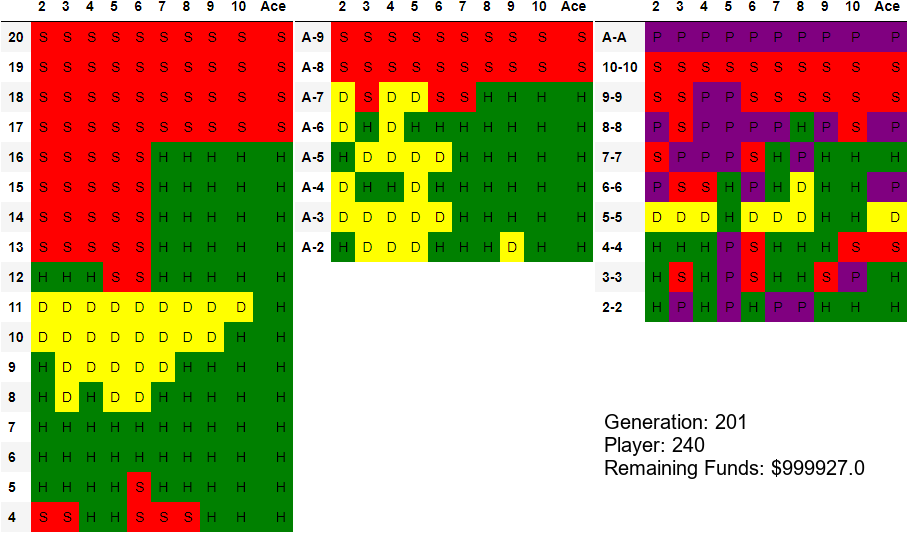 2 3 4 5 6 7 8 9 10 Ace
20 S S S S S S S S S S
19 S S S S S S S S S S
18 S S S S S S S S S S
17 S S S S S S S S S S
16 S S S S S H H H H H
15 S S S S S H H H H H
14 S S S S S H H H H H
13 S S S S S H H H H H
12 H H H S S H H H H H
11 D D D D D D D D D H
10 D D D D D D D D H H
9 H D D D D D H H H H
8 H D H D D H H H H H
7 H H H H H H H H H H
6 H H H H H H H H H H
5 H H H H S H H H H H
4 S S H H S S S H H H
2 3 4 5 6 7 8 9 10 Ace
A-9 S S S S S S S S S S
A-8 S S S S S S S S S S
A-7 D S D D S S H H H H
A-6 D H D H H H H H H H
A-5 H D D D D H H H H H
A-4 D H H D H H H H H H
A-3 D D D D D H H H H H
A-2 H D D D H H H D H H
2 3 4 5 6 7 8 9 10 Ace
A-A P P P P P P P P P P
10-10 S S S S S S S S S S
9-9 S S P P S S S S S S
8-8 P S P P P P H P S P
7-7 S P P P S H P H H H
6-6 P S S H P H D H H P
5-5 D D D H D D D H H D
4-4 H H H P S H H H S S
3-3 H S H P S H H S P H
2-2 H P H P H P P H H H
Generation: 201
Player: 240
Remaining Funds: $999927.0